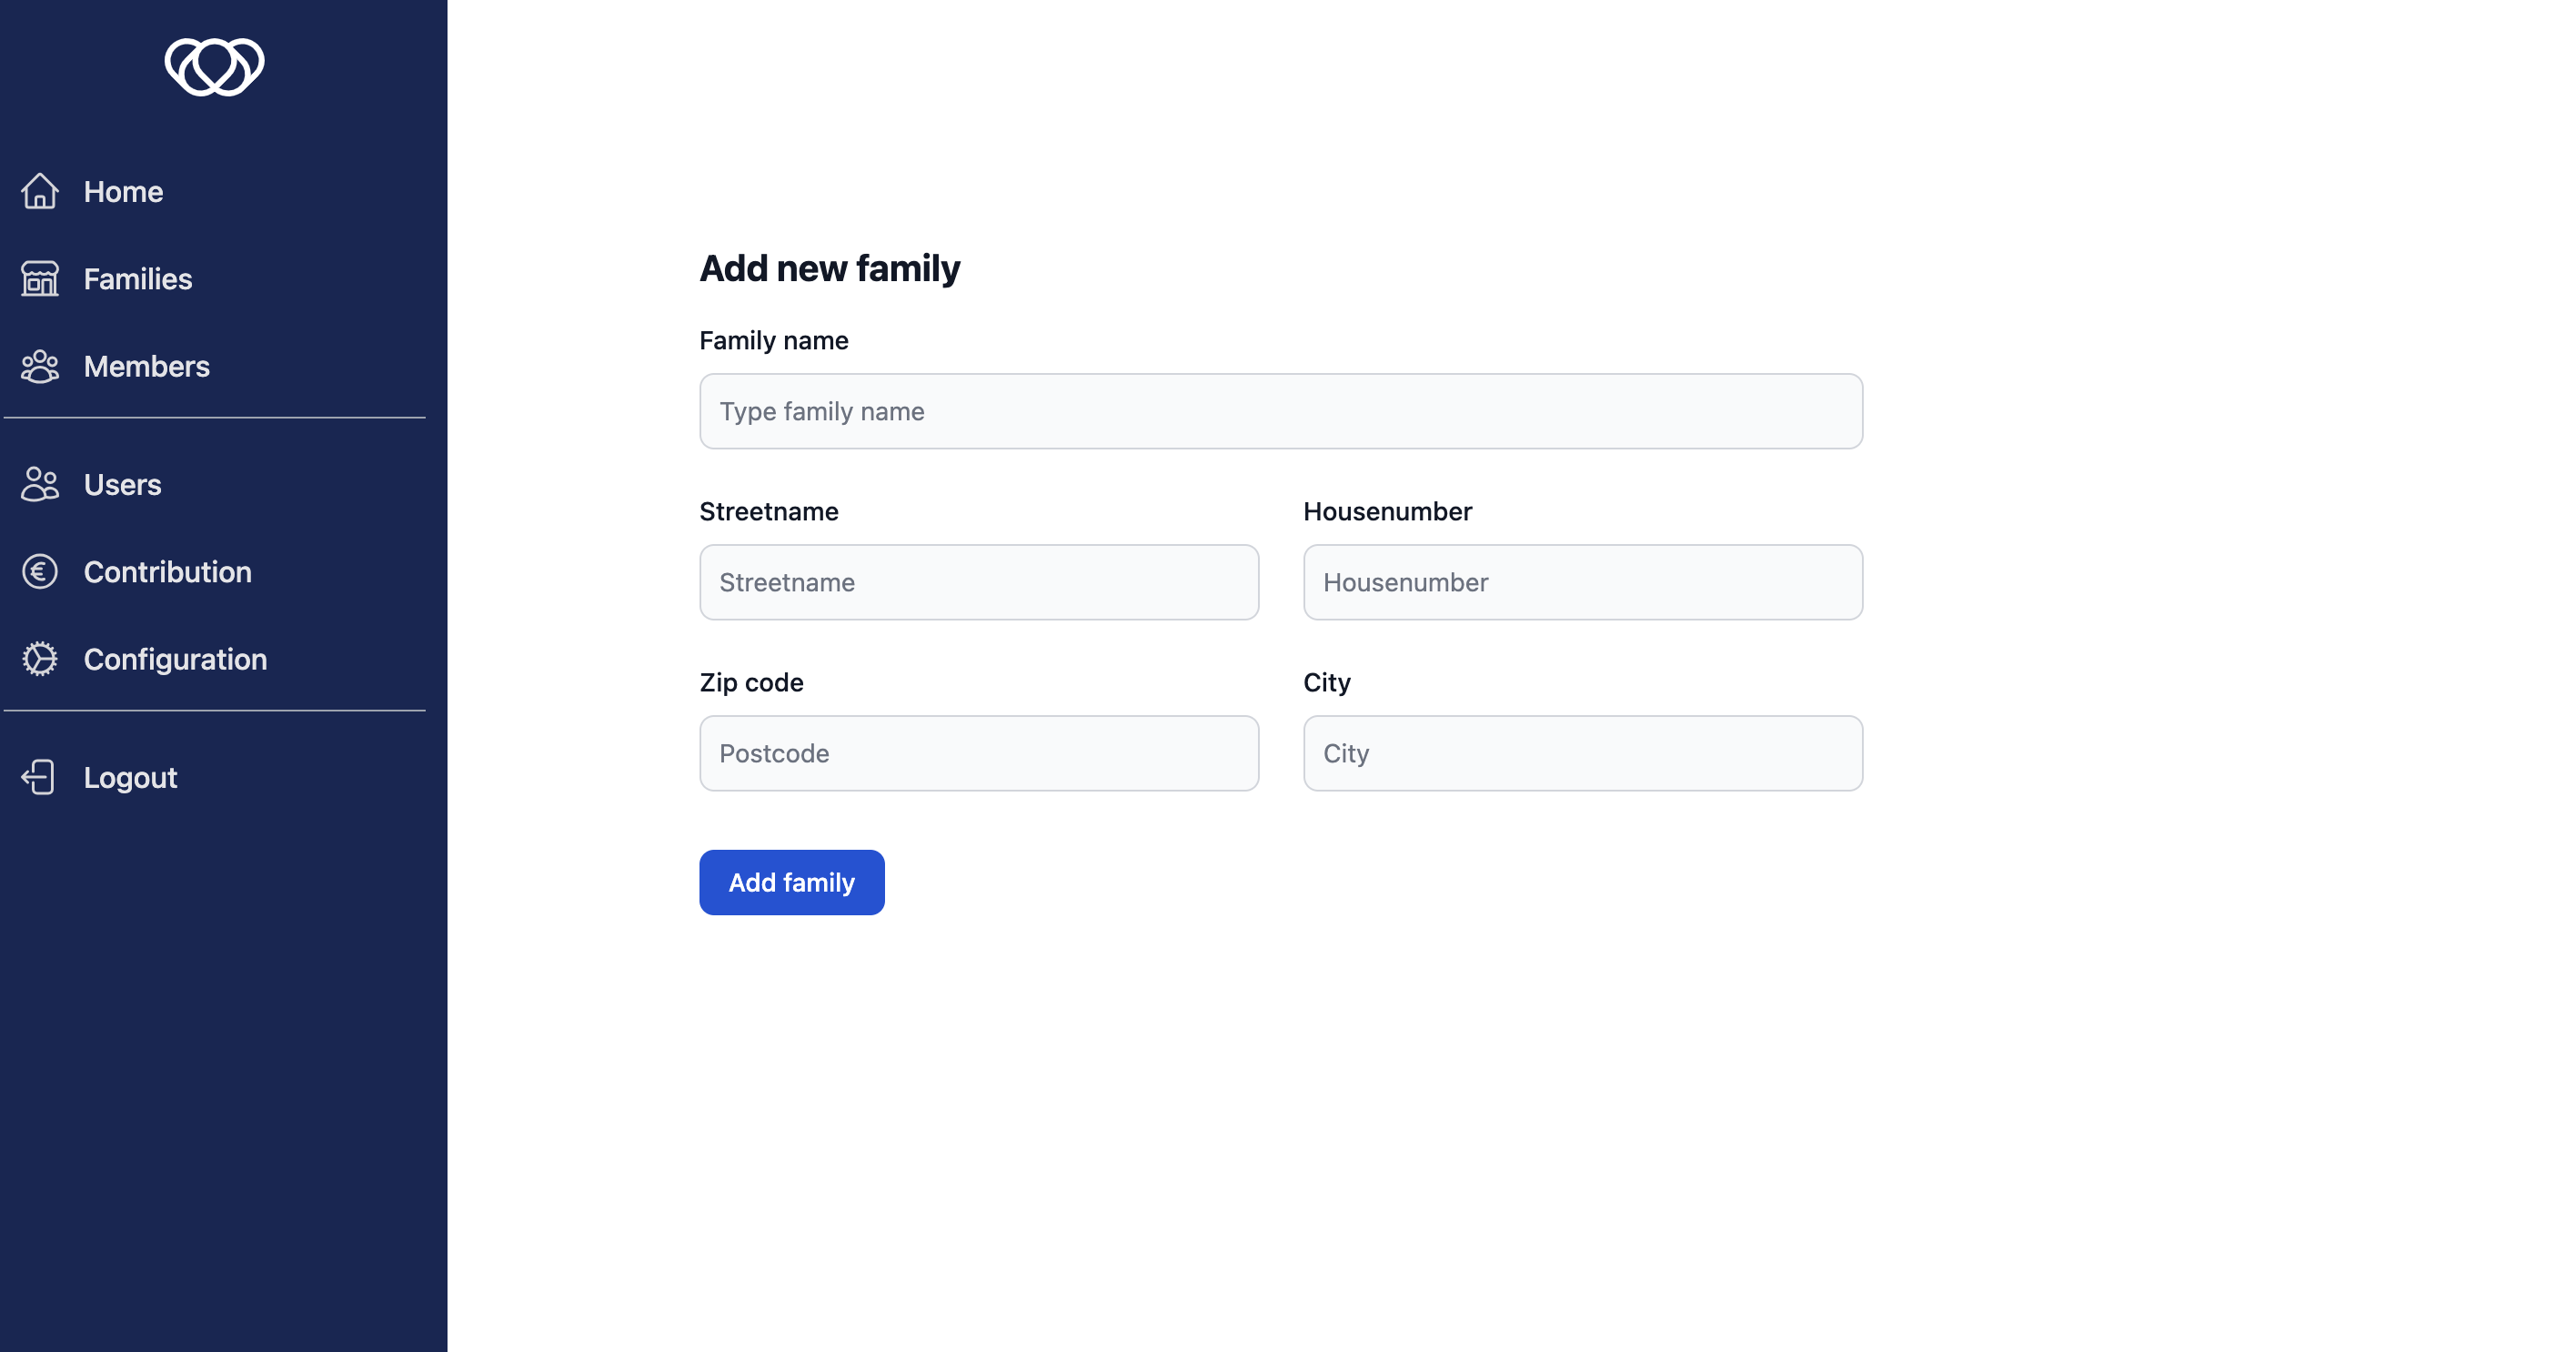 Home
Families
Members
Users
Contribution
Configuration
Logout
Add new family
Family name
Type family name
Streetname
Housenumber
Streetname
Housenumber
Zip code
City
Postcode
City
Add family